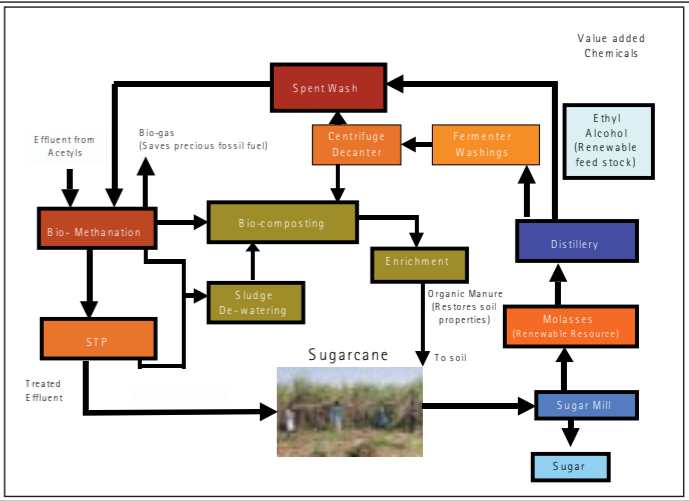 Value added
Chemicals
Spent Wash
Effluent from
Acetyls
Bio-gas
(Saves precious fossil fuel)
Centrifuge
Decanter
Fermenter
Washings
Ethyl
Alcohol
(Renewable
feed stock)
Bio- Methanation
Bio-composting
Distillery
Enrichment
Sludge
De-watering
Organic Manure
(Restores soil
properties)
Molasses
(Renewable Resource)
STP
Sugarcane
To soil
Treated
Effluent
Sugar Mill
Sugar